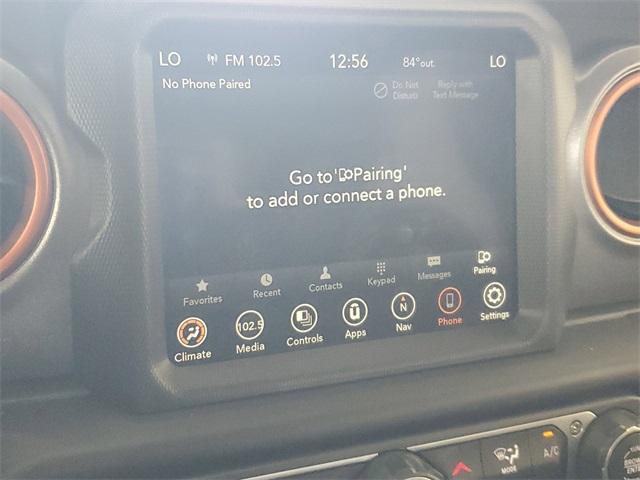 LO FM 102.5 12:56 84°out. LO
No Phone Paired
Do Not Disturb
Reply with Text Message
Go to 'Pairing'
to add or connect a phone.
Favorites Recent Contacts Keypad Messages Pairing
102.5 U N
Climate Media Controls Apps Nav Phone Settings
MODE A/C
BROWSE
ENTER